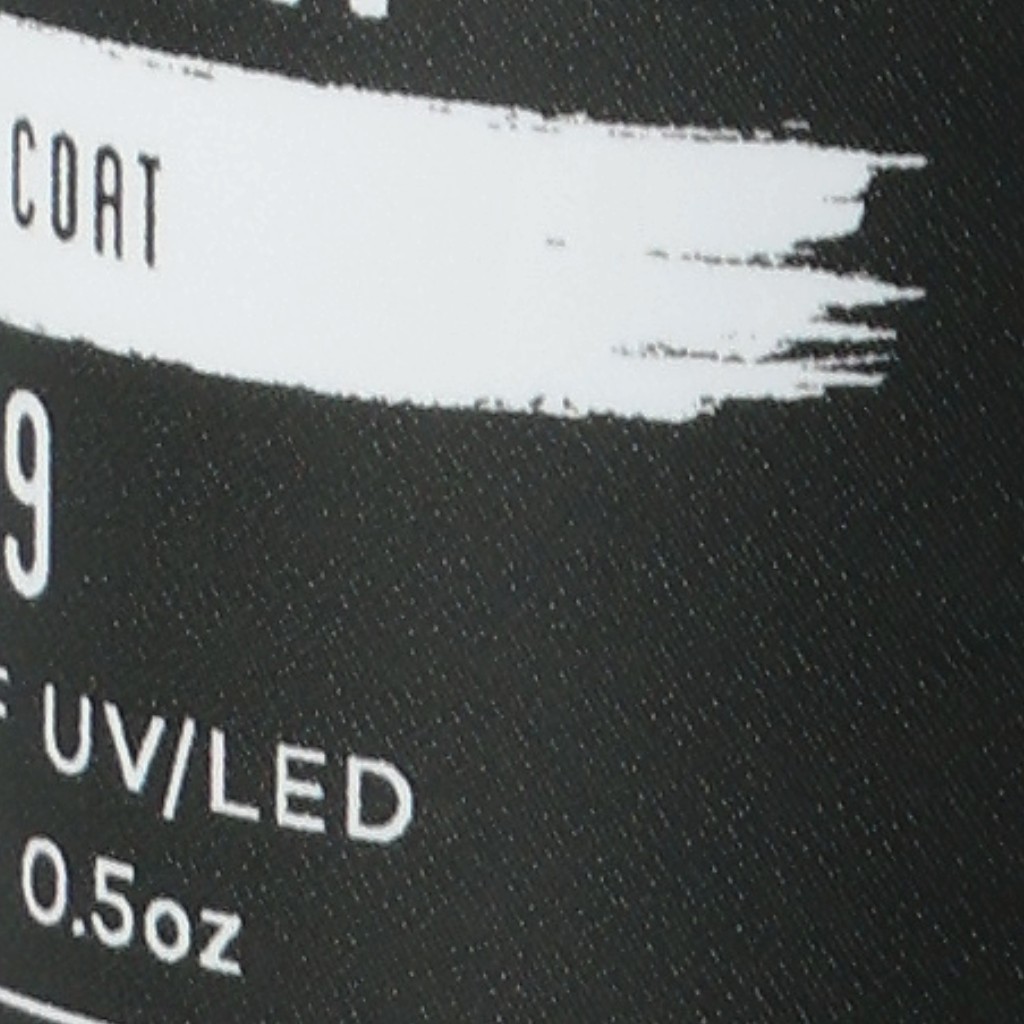 COAT
9
UV/LED
0.5oz